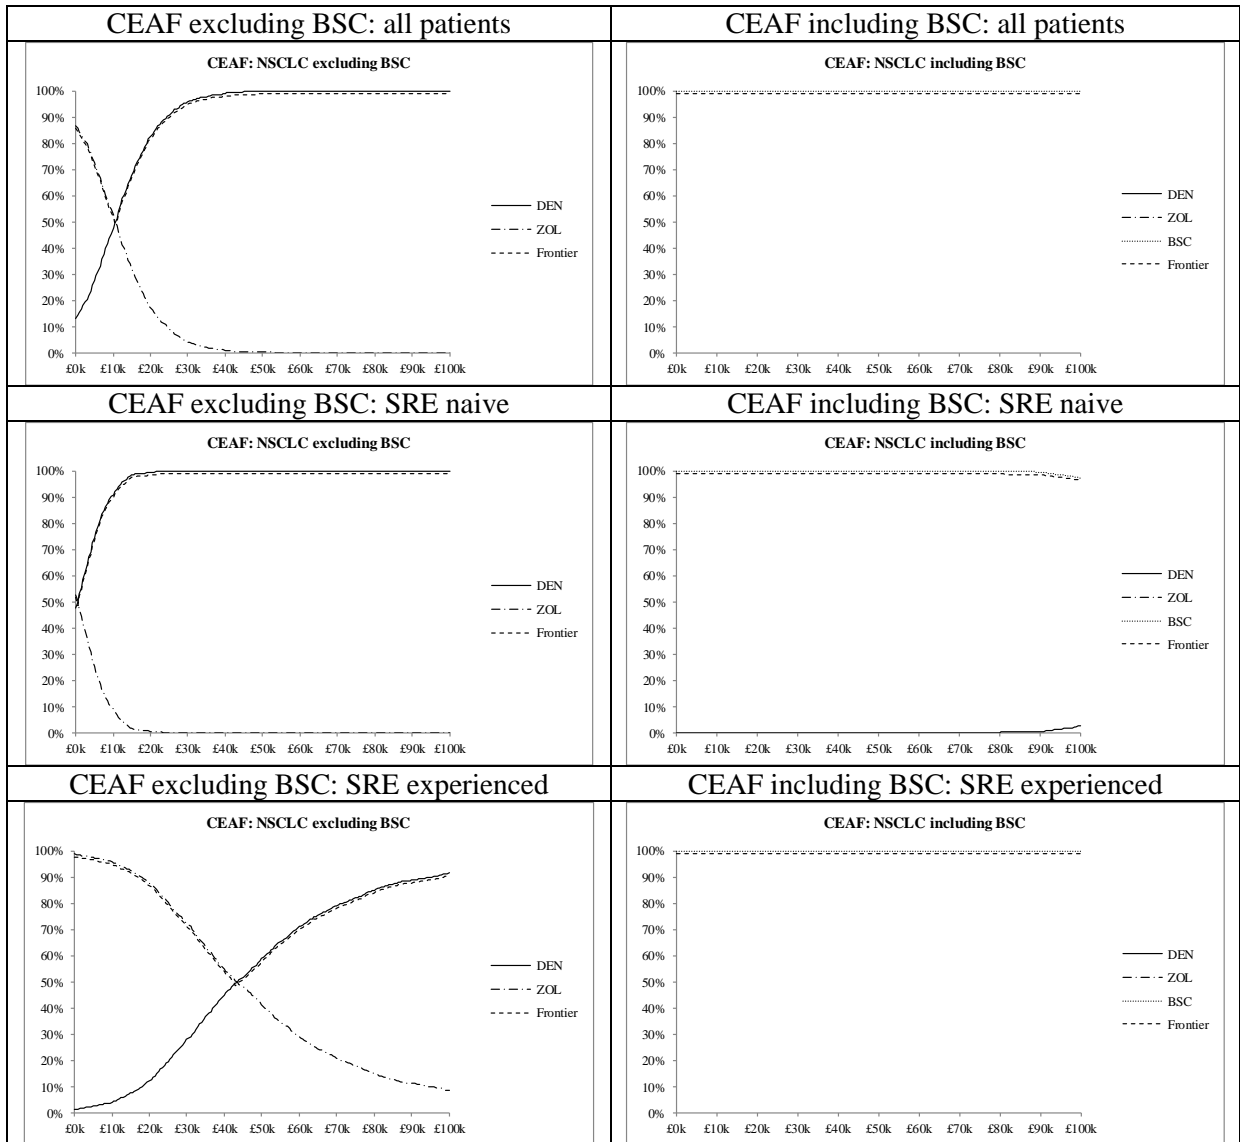 CEAF excluding BSC: all patients
CEAF including BSC: all patients
CEAF: NSCLC excluding BSC
100%
90%
80%
70%
60%
50%
40%
30%
20%
10%
0%
£0k £10k £20k £30k £40k £50k £60k £70k £80k £90k £100k
DEN
ZOL
Frontier
CEAF: NSCLC including BSC
100%
90%
80%
70%
60%
50%
40%
30%
20%
10%
0%
£0k £10k £20k £30k £40k £50k £60k £70k £80k £90k £100k
DEN
ZOL
BSC
Frontier
CEAF excluding BSC: SRE naive
CEAF including BSC: SRE naive
CEAF: NSCLC excluding BSC
100%
90%
80%
70%
60%
50%
40%
30%
20%
10%
0%
£0k £10k £20k £30k £40k £50k £60k £70k £80k £90k £100k
DEN
ZOL
Frontier
CEAF: NSCLC including BSC
100%
90%
80%
70%
60%
50%
40%
30%
20%
10%
0%
£0k £10k £20k £30k £40k £50k £60k £70k £80k £90k £100k
DEN
ZOL
BSC
Frontier
CEAF excluding BSC: SRE experienced
CEAF including BSC: SRE experienced
CEAF: NSCLC excluding BSC
100%
90%
80%
70%
60%
50%
40%
30%
20%
10%
0%
£0k £10k £20k £30k £40k £50k £60k £70k £80k £90k £100k
DEN
ZOL
Frontier
CEAF: NSCLC including BSC
100%
90%
80%
70%
60%
50%
40%
30%
20%
10%
0%
£0k £10k £20k £30k £40k £50k £60k £70k £80k £90k £100k
DEN
ZOL
BSC
Frontier